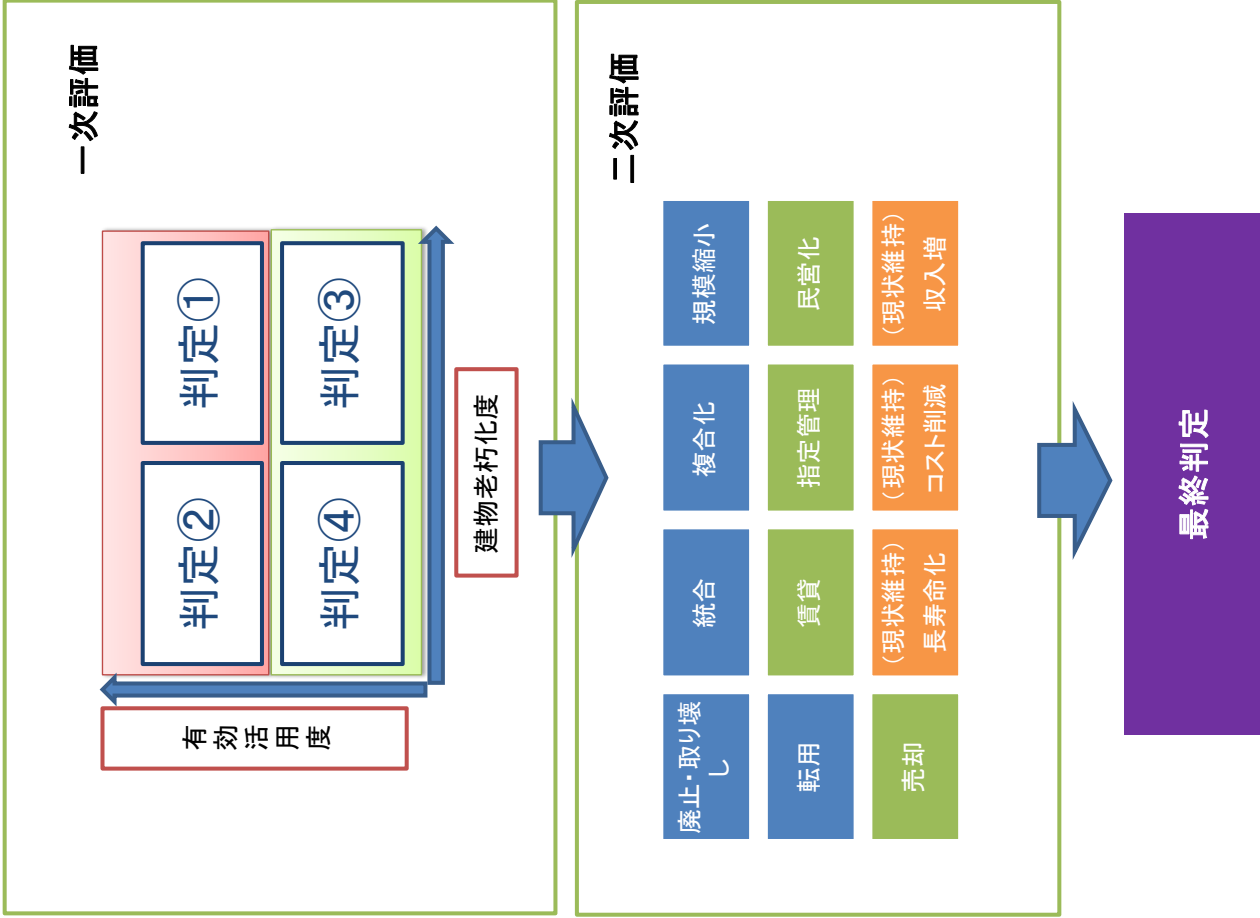 一次評価
有効活用度
判定②
判定①
判定④
判定③
建物老朽化度
二次評価
廃止・取り壊
し
統合
複合化
規模縮小
転用
賃貸
指定管理
民営化
売却
（現状維持）
長寿命化
（現状維持）
コスト削減
（現状維持）
収入増
最終判定